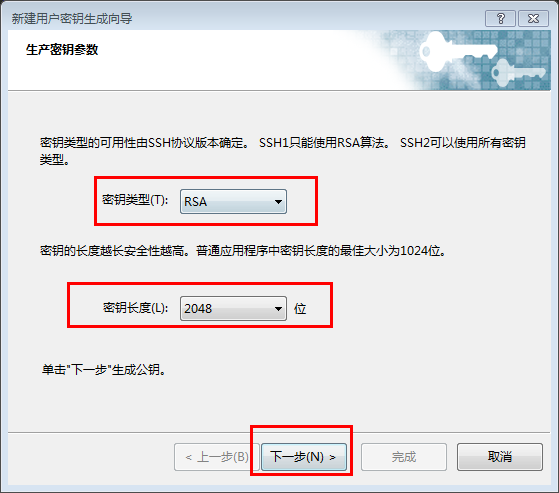 新建用户密钥生成向导
生产密钥参数
密钥类型的可用性由SSH协议版本确定。 SSH1只能使用RSA算法。 SSH2可以使用所有密钥
类型。
密钥类型(T): RSA
密钥的长度越长安全性越高。普通应用程序中密钥长度的最佳大小为1024位。
密钥长度(L): 2048 位
单击"下一步"生成公钥。
< 上一步(B) 下一步(N) > 完成 取消